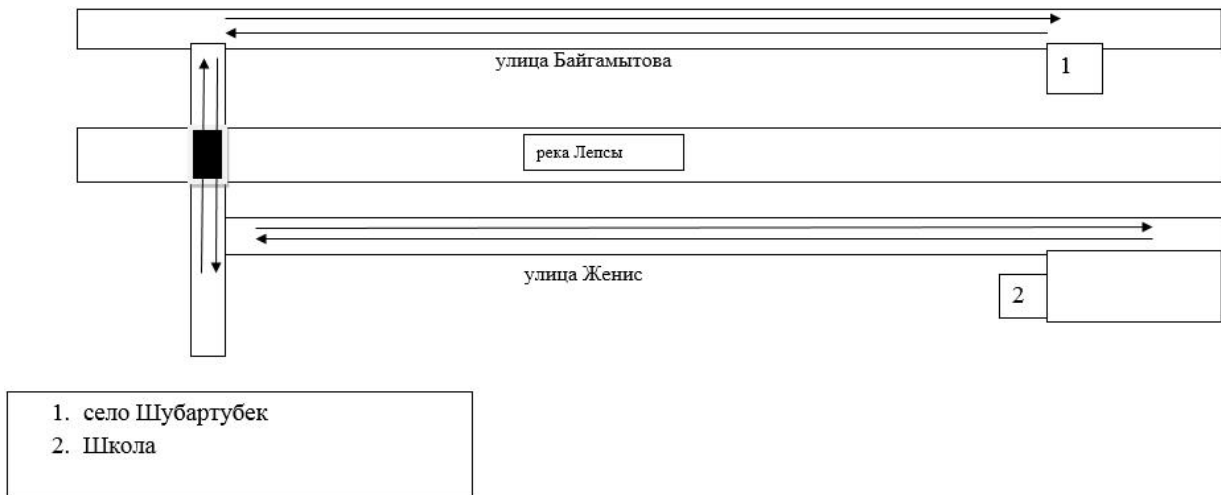 улица Байгамытова
1
река Лепсы
улица Женис
2
1. село Шубартубек
2. Школа